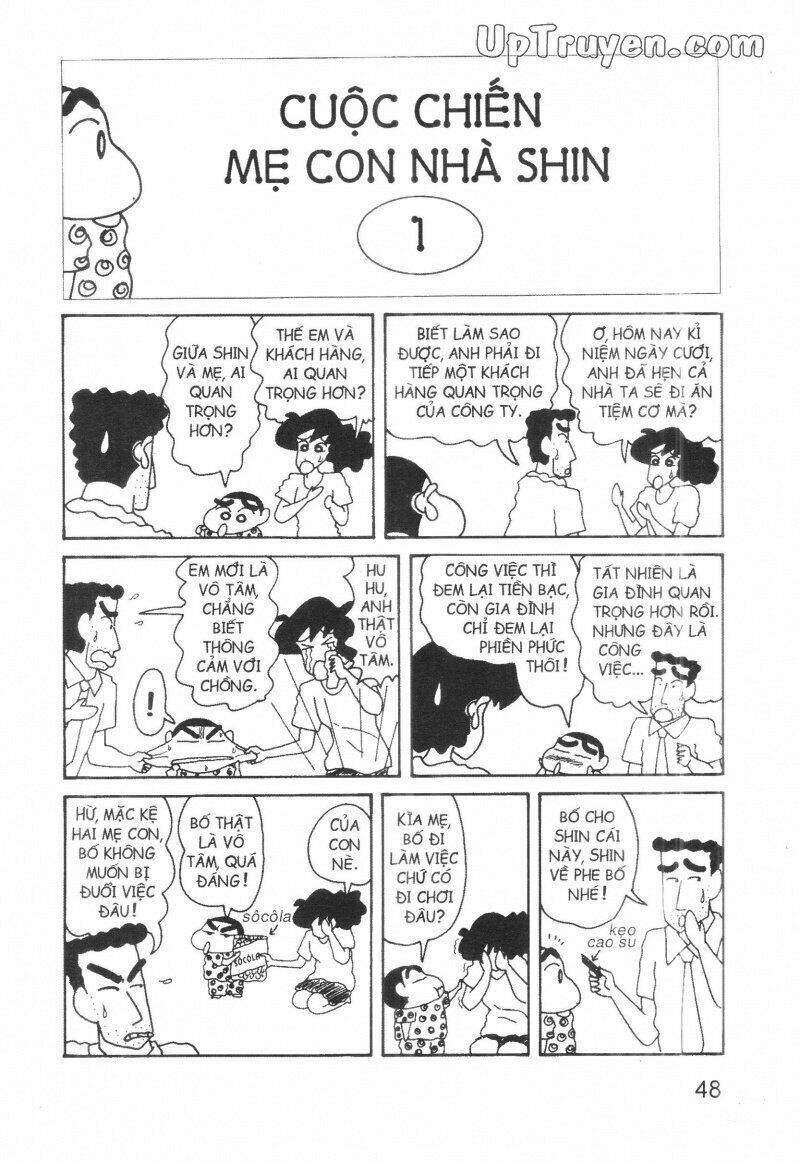 UpTruyen.com
CUỘC CHIẾN
MẸ CON NHÀ SHIN
1
Ơ, HÔM NAY KỈ
NIỆM NGÀY CƯỚI,
ANH ĐÃ HẸN CẢ
NHÀ TA SẼ ĐI ĂN
TIỆM CƠ MÀ?
BIẾT LÀM SAO
ĐƯỢC, ANH PHẢI ĐI
TIẾP MỘT KHÁCH
HÀNG QUAN TRỌNG
CỦA CÔNG TY.
THẾ EM VÀ
KHÁCH HÀNG,
AI QUAN
TRỌNG HƠN?
GIỮA SHIN
VÀ MẸ, AI
QUAN
TRỌNG
HƠN?
TẤT NHIÊN LÀ
GIA ĐÌNH QUAN
TRỌNG HƠN RỒI.
NHƯNG ĐÂY LÀ
CÔNG
VIỆC...
CÔNG VIỆC THÌ
ĐEM LẠI TIỀN BẠC,
CÒN GIA ĐÌNH
CHỈ ĐEM LẠI
PHIỀN PHỨC
THÔI!
HU
HU,
ANH
THẬT
VÔ
TÂM.
EM MỚI LÀ
VÔ TÂM,
CHẲNG
BIẾT
THÔNG
CẢM VỚI
CHỒNG.
!
BỐ CHO
SHIN CÁI
NÀY, SHIN
VỀ PHE BỐ
NHÉ!
kẹo
cao su
KÌA MẸ,
BỐ ĐI
LÀM VIỆC
CHỨ CÓ
ĐI CHƠI
ĐÂU?
CỦA
CON
NÈ.
BỐ THẬT
LÀ VÔ
TÂM, QUÁ
ĐÁNG!
sôcôla
SÔCÔLA
HỪ, MẶC KỆ
HAI MẸ CON,
BỐ KHÔNG
MUỐN BỊ
ĐUỔI VIỆC
ĐÂU!
48